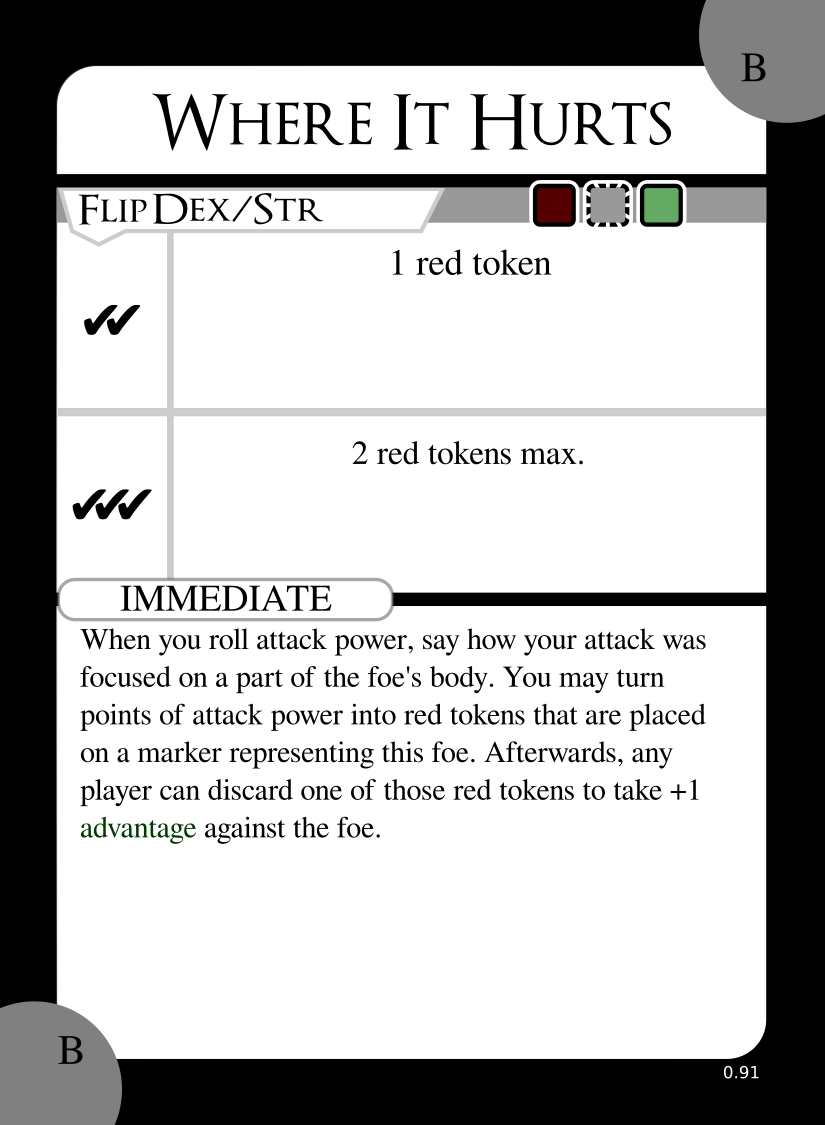 B
Where It Hurts
Flip Dex/Str
1 red token
✔✔
2 red tokens max.
✔✔✔
IMMEDIATE
When you roll attack power, say how your attack was
focused on a part of the foe's body. You may turn
points of attack power into red tokens that are placed
on a marker representing this foe. Afterwards, any
player can discard one of those red tokens to take +1
advantage against the foe.
B
0.91